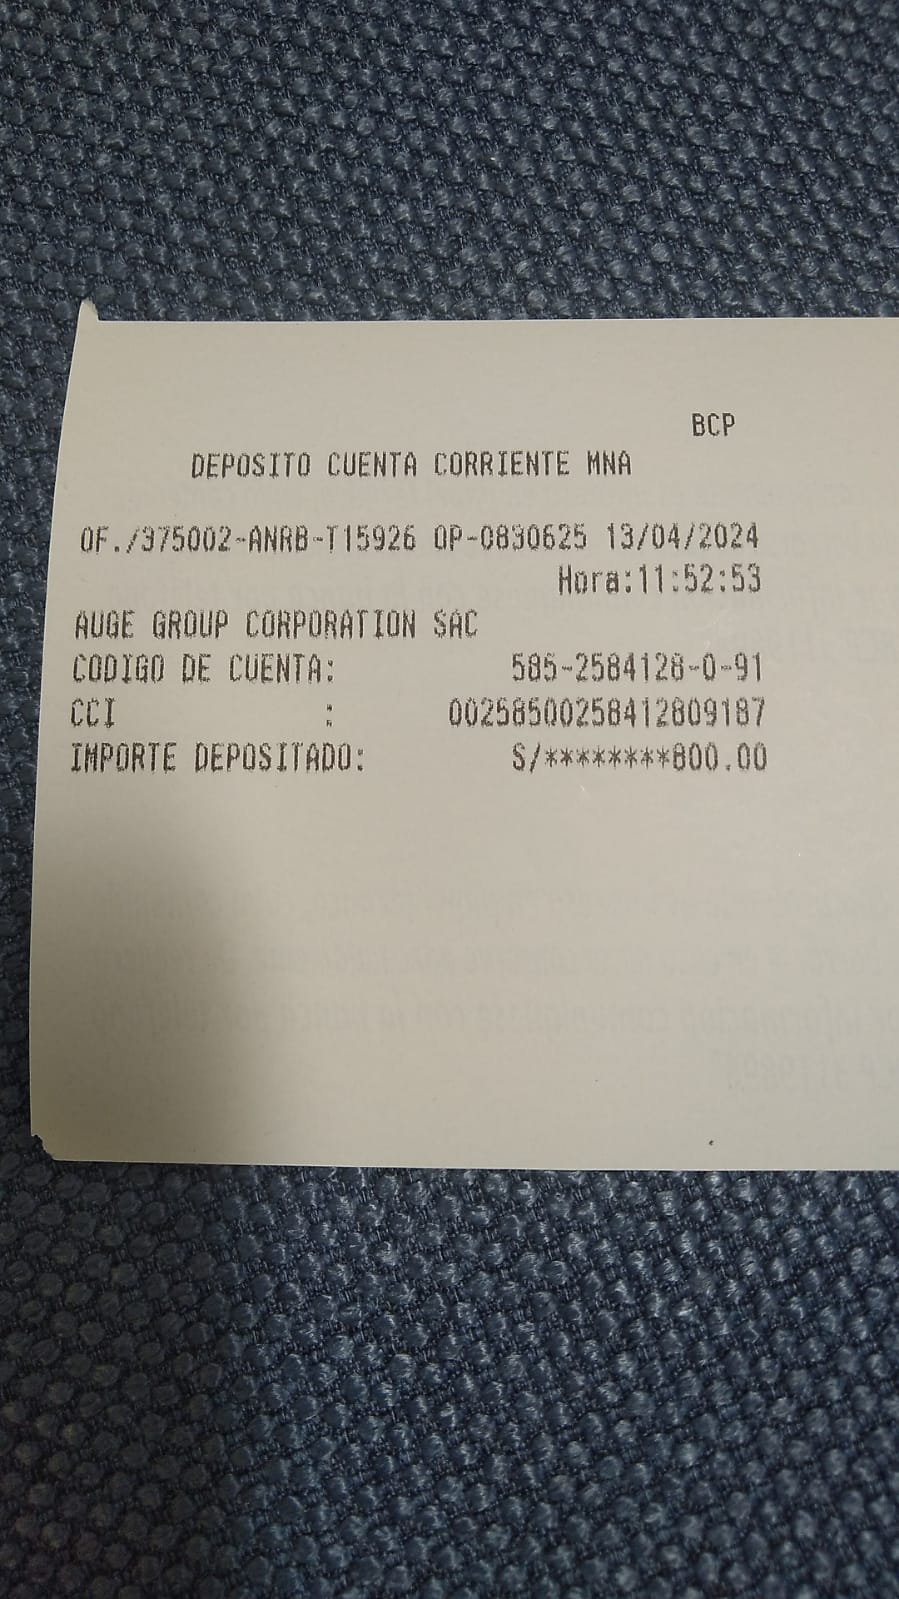 BCP
DEPOSITO CUENTA CORRIENTE MNA
OF./375002-ANRB-T15926 OP-0830625 13/04/2024
Hora:11:52:53
AUGE GROUP CORPORATION SAC
CODIGO DE CUENTA: 585-2584128-0-91
CCI : 00258500258412809187
IMPORTE DEPOSITADO: S/********800.00